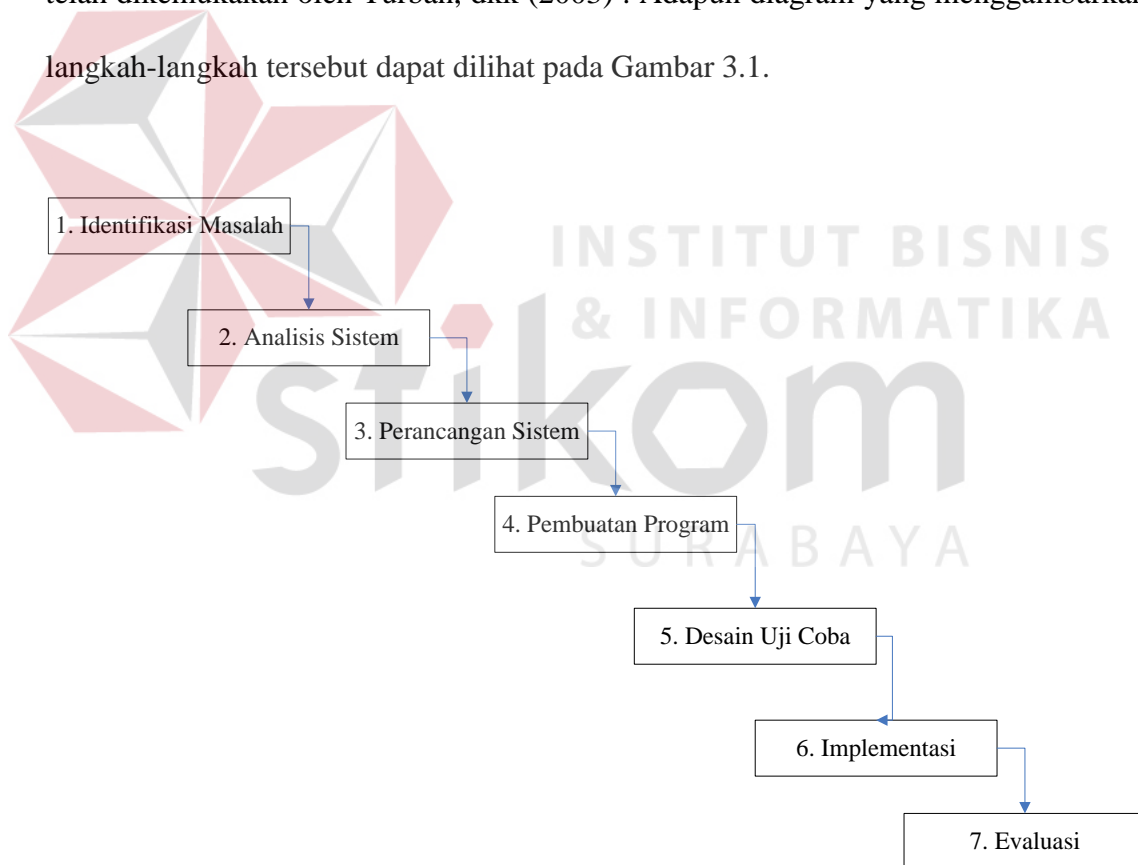 telah dikemukakan oleh Turban, dkk (2003) . Adapun diagram yang menggambarkan
langkah-langkah tersebut dapat dilihat pada Gambar 3.1.
INSTITUT BISNIS
& INFORMATIKA
stikom
SURABAYA
1. Identifikasi Masalah
2. Analisis Sistem
3. Perancangan Sistem
4. Pembuatan Program
5. Desain Uji Coba
6. Implementasi
7. Evaluasi